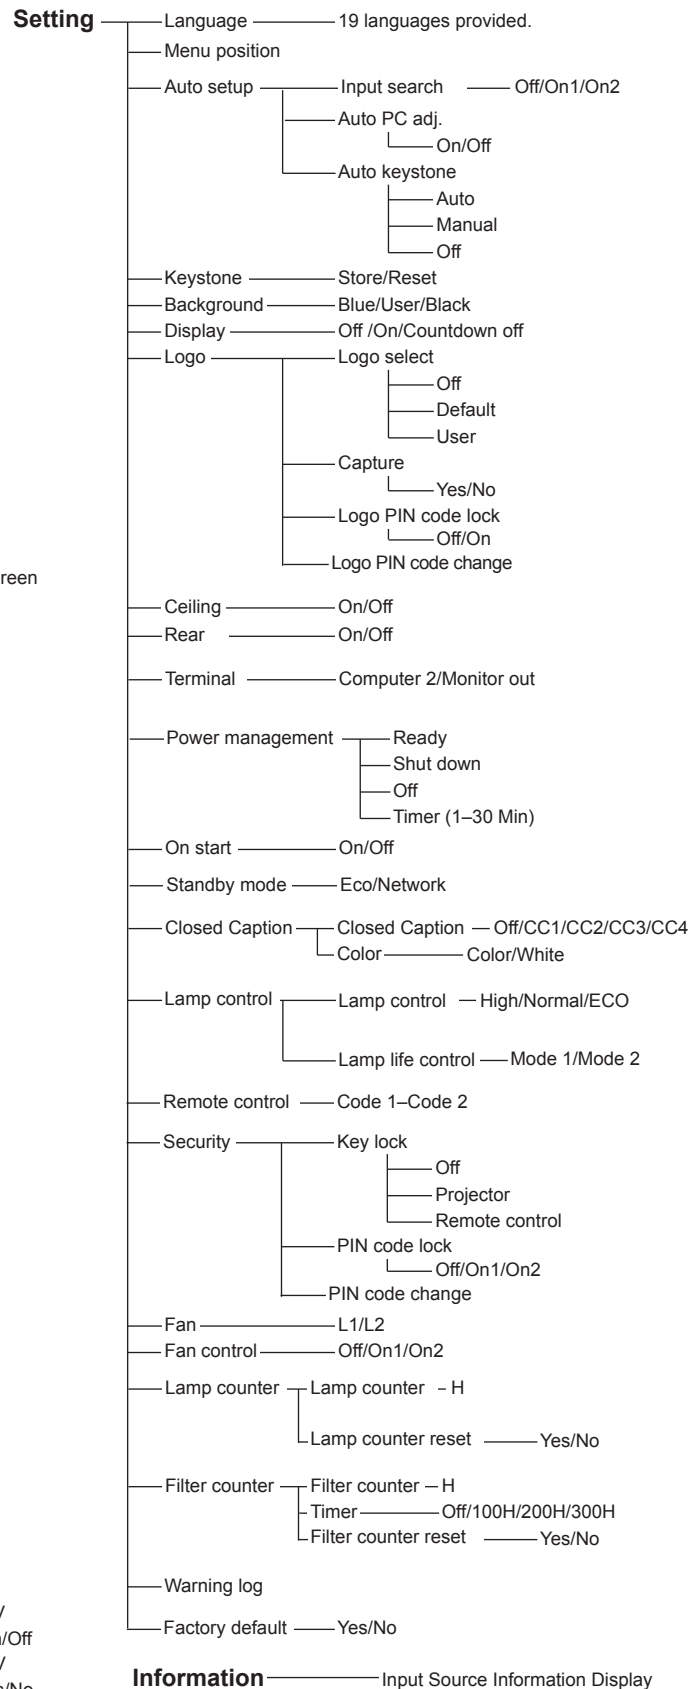 Setting Language 19 languages provided.
Menu position
Auto setup Input search Off/On1/On2
Auto PC adj.
On/Off
Auto keystone
Auto
Manual
Off
Keystone Store/Reset
Background Blue/User/Black
Display Off /On/Countdown off
Logo Logo select
Off
Default
User
Capture
Yes/No
Logo PIN code lock
Off/On
Logo PIN code change
reen
Ceiling On/Off
Rear On/Off
Terminal Computer 2/Monitor out
Power management Ready
Shut down
Off
Timer (1–30 Min)
On start On/Off
Standby mode Eco/Network
Closed Caption Closed Caption Off/CC1/CC2/CC3/CC4
Color Color/White
Lamp control Lamp control High/Normal/ECO
Lamp life control Mode 1/Mode 2
Remote control Code 1–Code 2
Security Key lock
Off
Projector
Remote control
PIN code lock
Off/On1/On2
PIN code change
Fan L1/L2
Fan control Off/On1/On2
Lamp counter Lamp counter H
Lamp counter reset Yes/No
Filter counter Filter counter H
Timer Off/100H/200H/300H
Filter counter reset Yes/No
Warning log
/
Factory default Yes/No
/Off
/
Information Input Source Information Display
/No